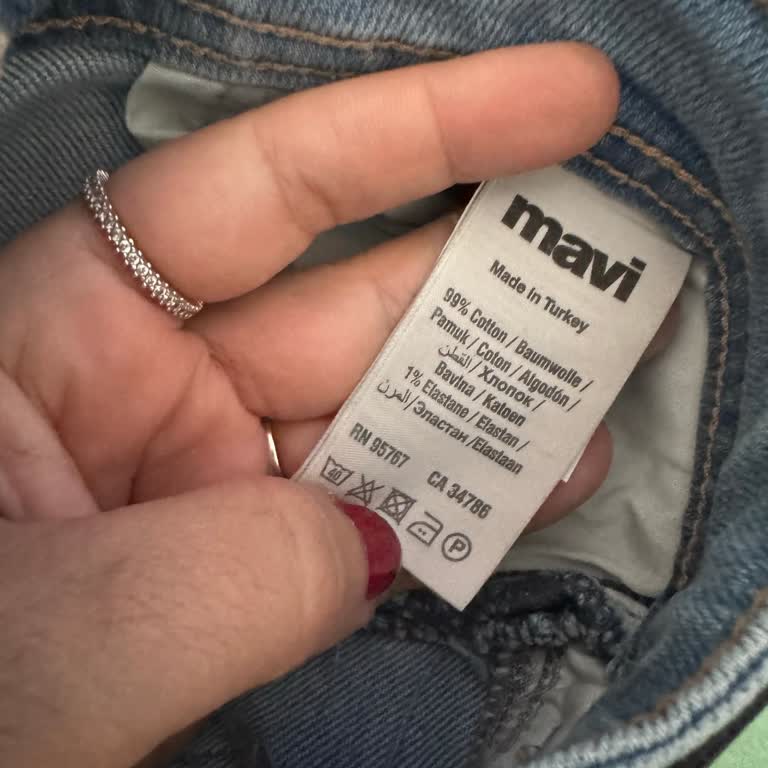 mavi
Made in Turkey
99% Cotton / Baumwolle /
Pamuk / Coton / Algodón /
القطن / Хлопок /
Bavlna / Katoen
1% Elastane / Elastan /
المرن / Эластан / Elastaan
RN 95767 CA 34786
40
P